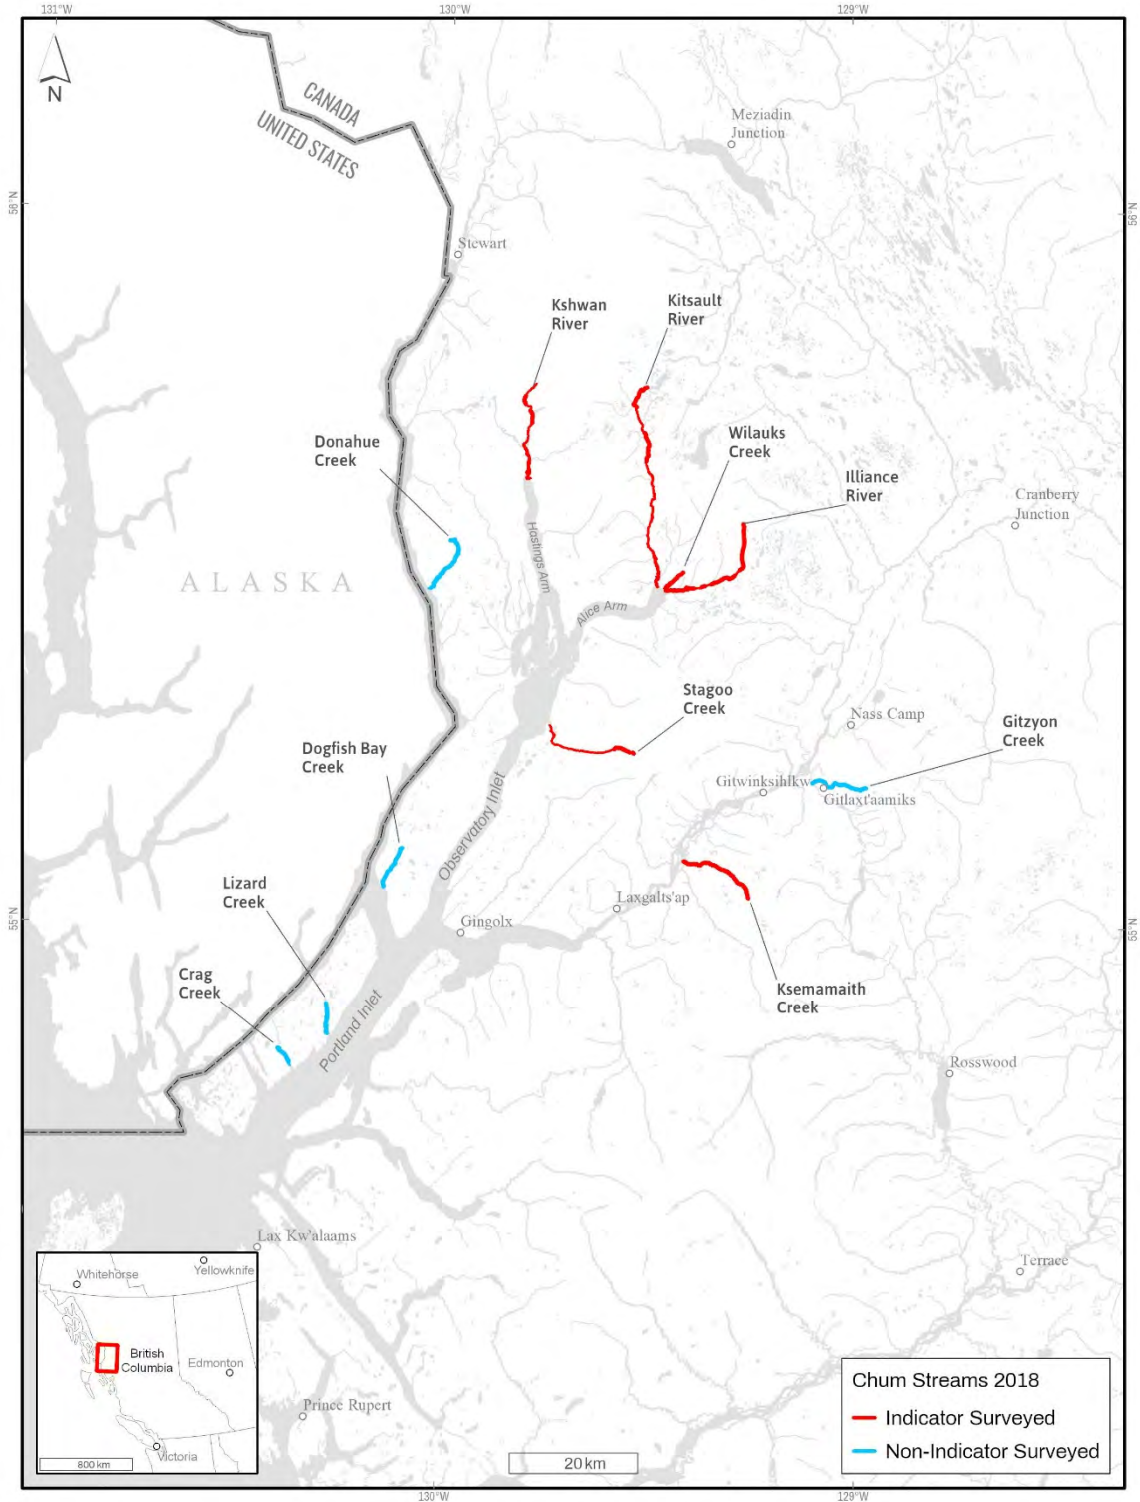 131°W
130°W
129°W
N
CANADA
UNITED STATES
Meziadin
Junction
56°N
56°N
Stewart
Kshwan
River
Kitsault
River
Donahue
Creek
Wilauks
Creek
Illiance
River
Cranberry
Junction
Hastings Arm
ALASKA
Alice Arm
Stagoo
Creek
Nass Camp
Gitzyon
Creek
Dogfish Bay
Creek
Gitwinksihlkw
Gitlaxt'aamiks
Observatory Inlet
Lizard
Creek
Laxgalts'ap
55°N
55°N
Gingolx
Crag
Creek
Ksemamaith
Creek
Portland Inlet
Rosswood
Lax Kw'alaams
Terrace
Whitehorse
Yellowknife
British
Columbia
Edmonton
Victoria
800 km
Prince Rupert
20 km
Chum Streams 2018
Indicator Surveyed
Non-Indicator Surveyed
130°W
129°W